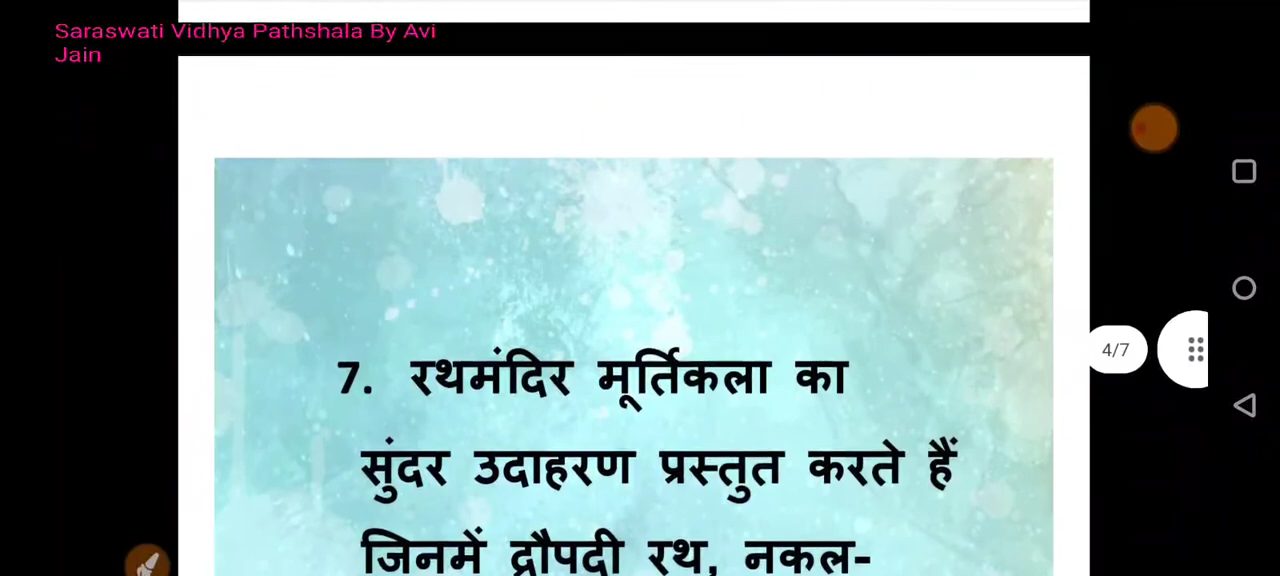 Saraswati Vidhya Pathshala By Avi
Jain
7. रथमंदिर मूर्तिकला का
सुंदर उदाहरण प्रस्तुत करते हैं
जिनमें द्रौपदी रथ, नकल-
4/7